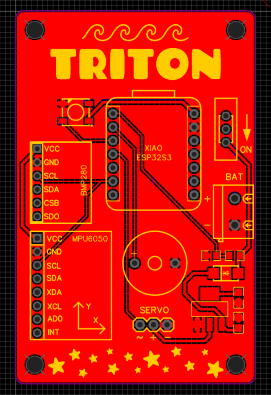 TRITON
XIAO
ESP32S3
ON
BAT
+
-
VCC
GND
SCL
SDA
CSB
SDO
BMP280
VCC
GND
SCL
SDA
XDA
XCL
ADO
INT
MPU6050
Y
X
+
SERVO
~ + -